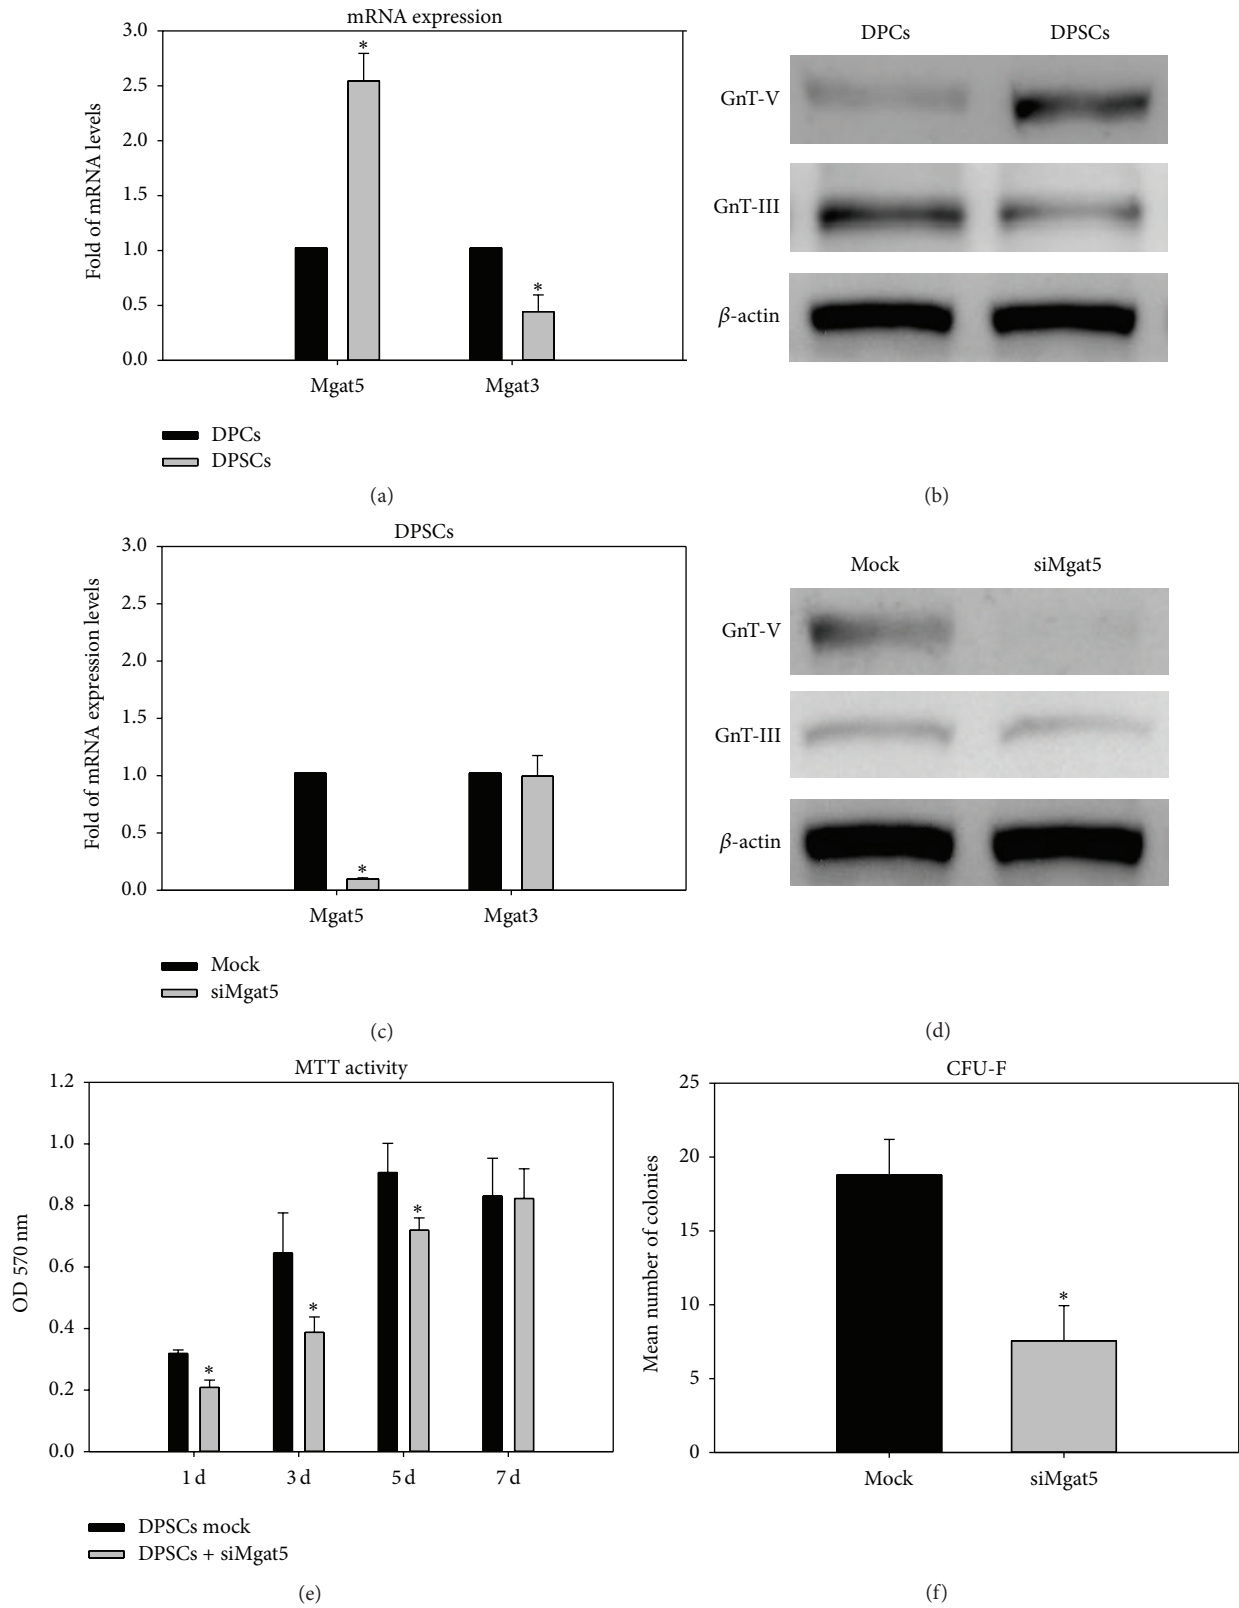 mRNA expression
3.0
2.5
2.0
1.5
1.0
0.5
0.0
Fold of mRNA levels
*
*
Mgat5 Mgat3
DPCs
DPSCs
(a)
DPCs DPSCs
GnT-V
GnT-III
β-actin
(b)
DPSCs
3.0
2.5
2.0
1.5
1.0
0.5
0.0
Fold of mRNA expression levels
*
Mgat5 Mgat3
Mock
siMgat5
(c)
Mock siMgat5
GnT-V
GnT-III
β-actin
(d)
MTT activity
1.2
1.0
0.8
0.6
0.4
0.2
0.0
OD 570 nm
*
*
*
1 d 3 d 5 d 7 d
DPSCs mock
DPSCs + siMgat5
(e)
CFU-F
25
20
15
10
5
0
Mean number of colonies
*
Mock siMgat5
(f)